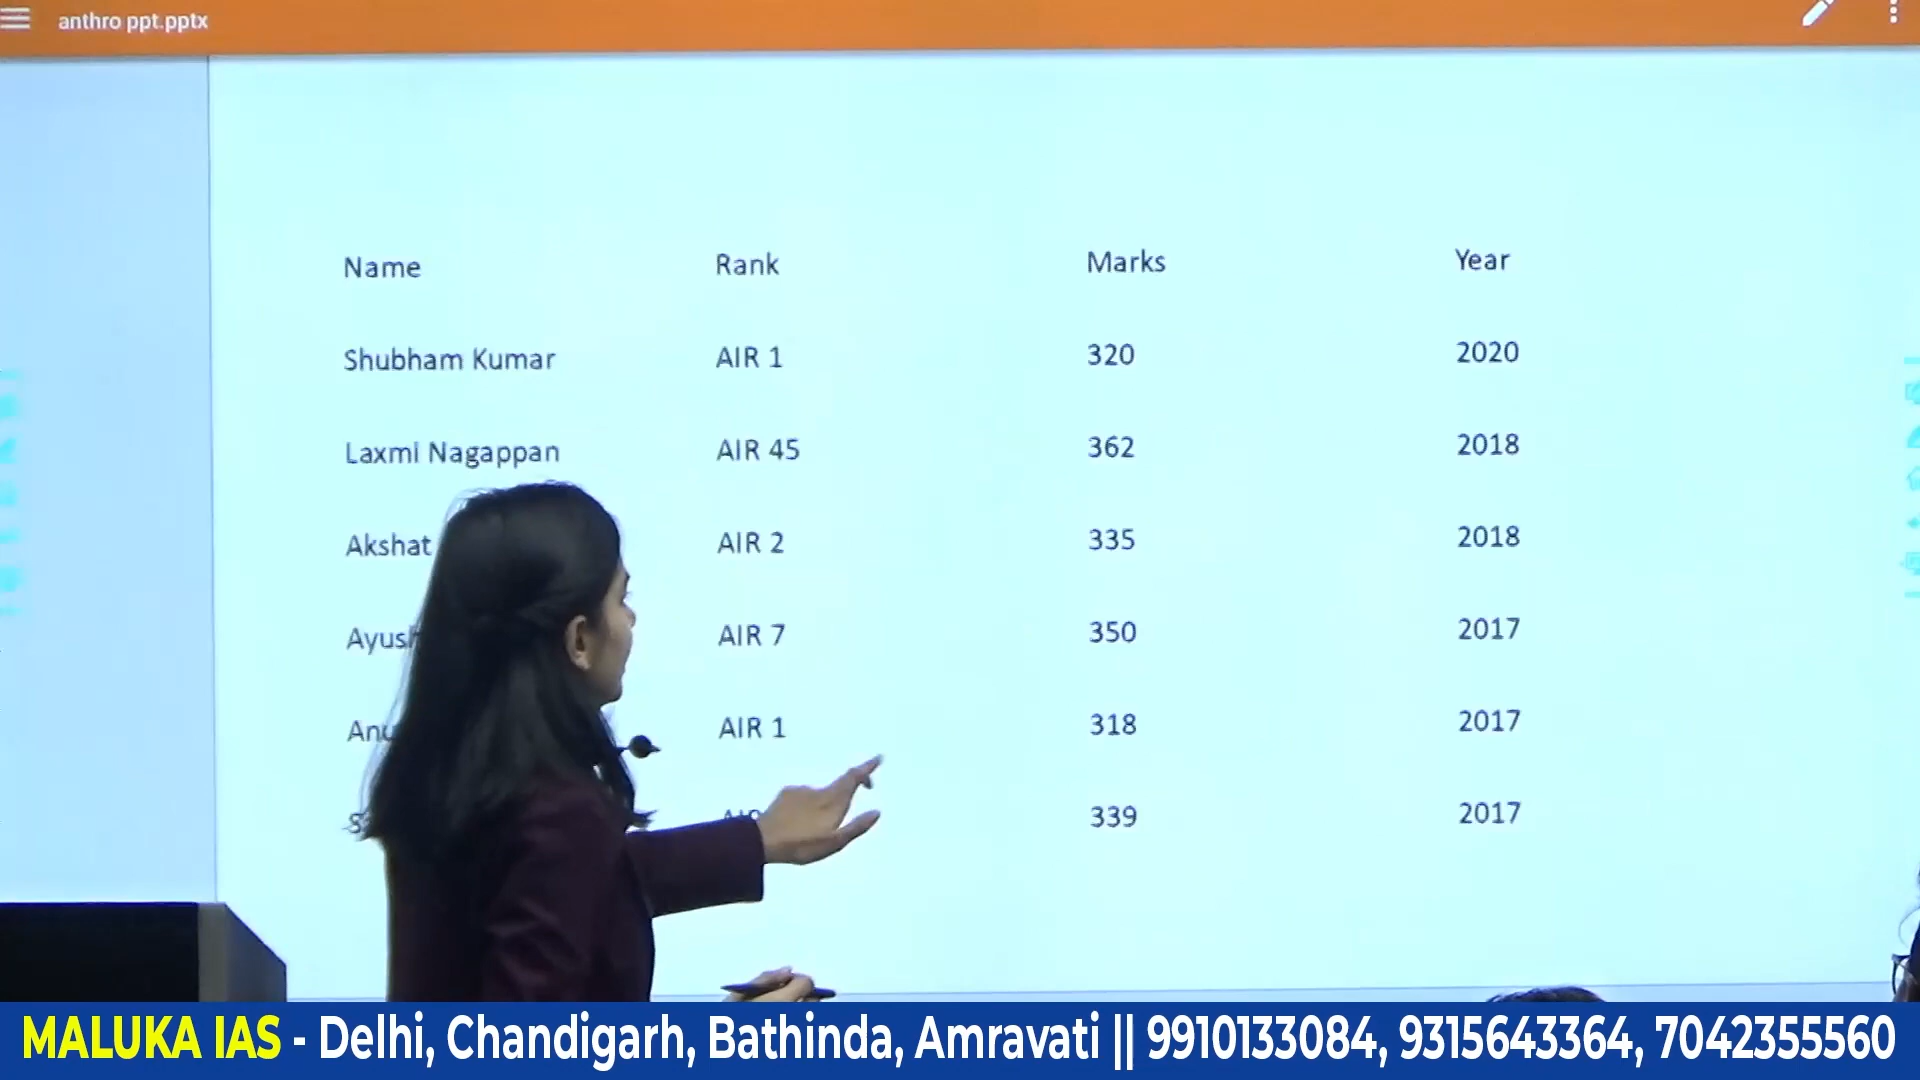 anthro ppt.pptx
Name Rank Marks Year
Shubham Kumar AIR 1 320 2020
Laxmi Nagappan AIR 45 362 2018
Akshat AIR 2 335 2018
AIR 7 350 2017
AIR 1 318 2017
339 2017
MALUKA IAS - Delhi, Chandigarh, Bathinda, Amravati || 9910133084, 9315643364, 7042355560